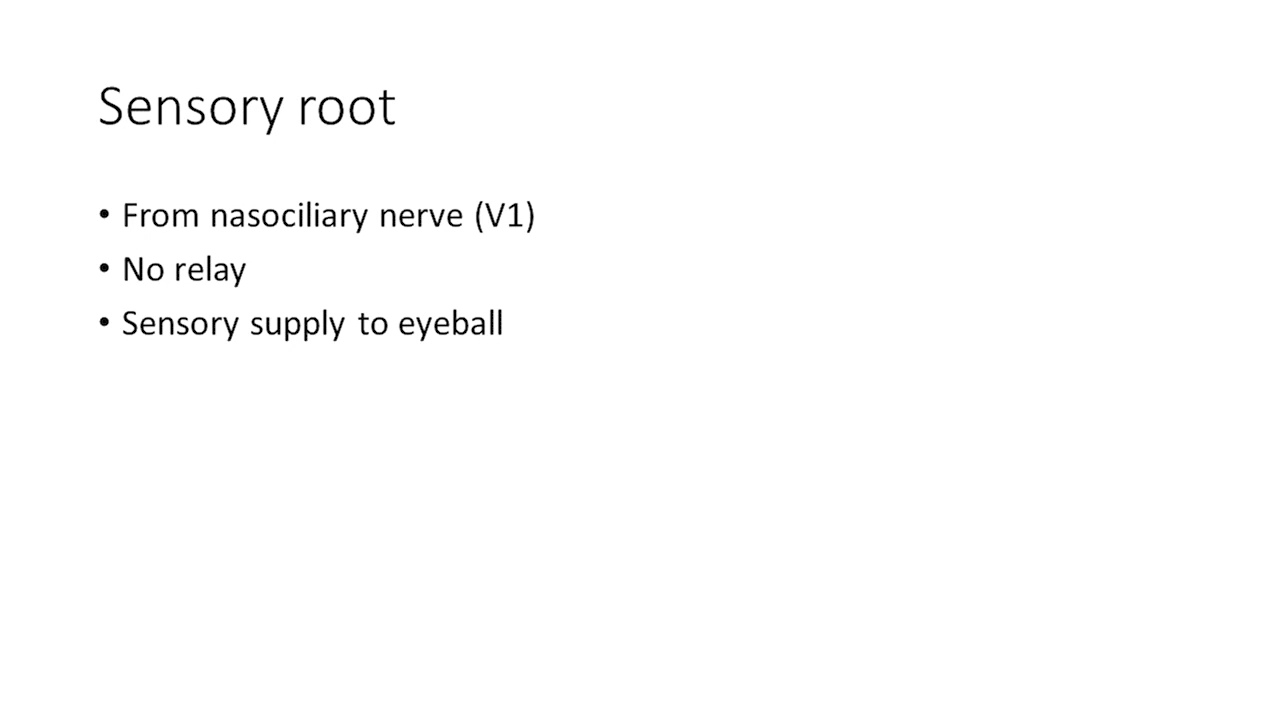 Sensory root
• From nasociliary nerve (V1)
• No relay
• Sensory supply to eyeball